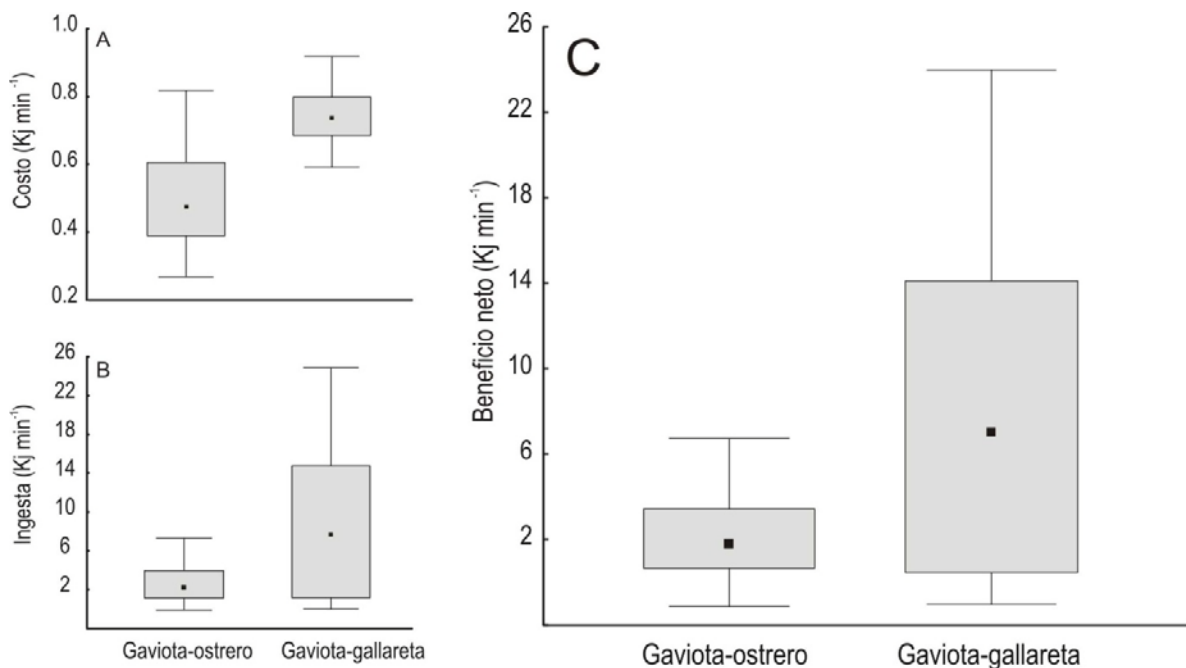 A
Costo (Kj min⁻¹)
1.0
0.8
0.6
0.4
0.2
B
Ingesta (Kj min⁻¹)
26
22
18
14
10
6
2
Gaviota-ostrero
Gaviota-gallareta
C
Beneficio neto (Kj min⁻¹)
26
22
18
14
10
6
2
Gaviota-ostrero
Gaviota-gallareta